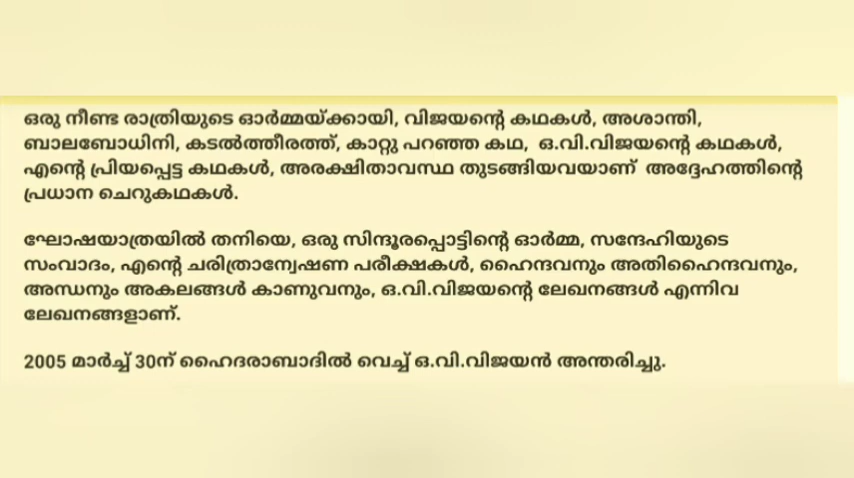 ഒരു നീണ്ട രാത്രിയുടെ ഓർമ്മയ്ക്കായി, വിജയന്റെ കഥകൾ, അശാന്തി,
ബാലബോധിനി, കടൽത്തീരത്ത്, കാറ്റു പറഞ്ഞ കഥ, ഒ.വി.വിജയന്റെ കഥകൾ,
എന്റെ പ്രിയപ്പെട്ട കഥകൾ, അരക്ഷിതാവസ്ഥ തുടങ്ങിയവയാണ് അദ്ദേഹത്തിന്റെ
പ്രധാന ചെറുകഥകൾ.
ഘോഷയാത്രയിൽ തനിയെ, ഒരു സിന്ദൂരപ്പൊട്ടിന്റെ ഓർമ്മ, സന്ദേഹിയുടെ
സംവാദം, എന്റെ ചരിത്രാന്വേഷണ പരീക്ഷകൾ, ഹൈന്ദവനും അതിഹൈന്ദവനും,
അന്ധനും അകലങ്ങൾ കാണുവനും, ഒ.വി.വിജയന്റെ ലേഖനങ്ങൾ എന്നിവ
ലേഖനങ്ങളാണ്.
2005 മാർച്ച് 30ന് ഹൈദരാബാദിൽ വെച്ച് ഒ.വി.വിജയൻ അന്തരിച്ചു.